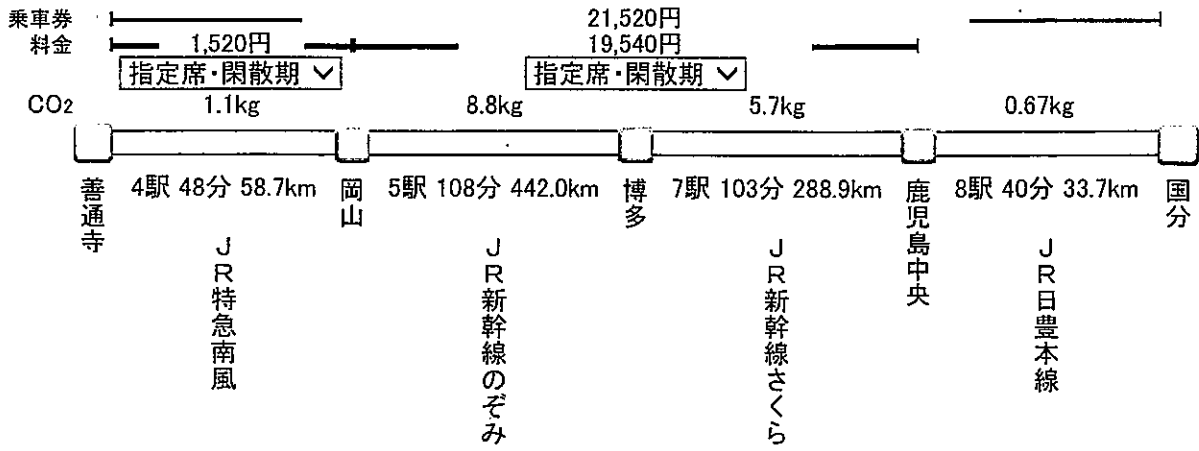 乗車券 21,520円
料金 1,520円 19,540円
指定席・閑散期 指定席・閑散期
CO2 1.1kg 8.8kg 5.7kg 0.67kg
善通寺 4駅 48分 58.7km 岡山 5駅 108分 442.0km 博多 7駅 103分 288.9km 鹿児島中央 8駅 40分 33.7km 国分
JR特急南風 JR新幹線のぞみ JR新幹線さくら JR日豊本線